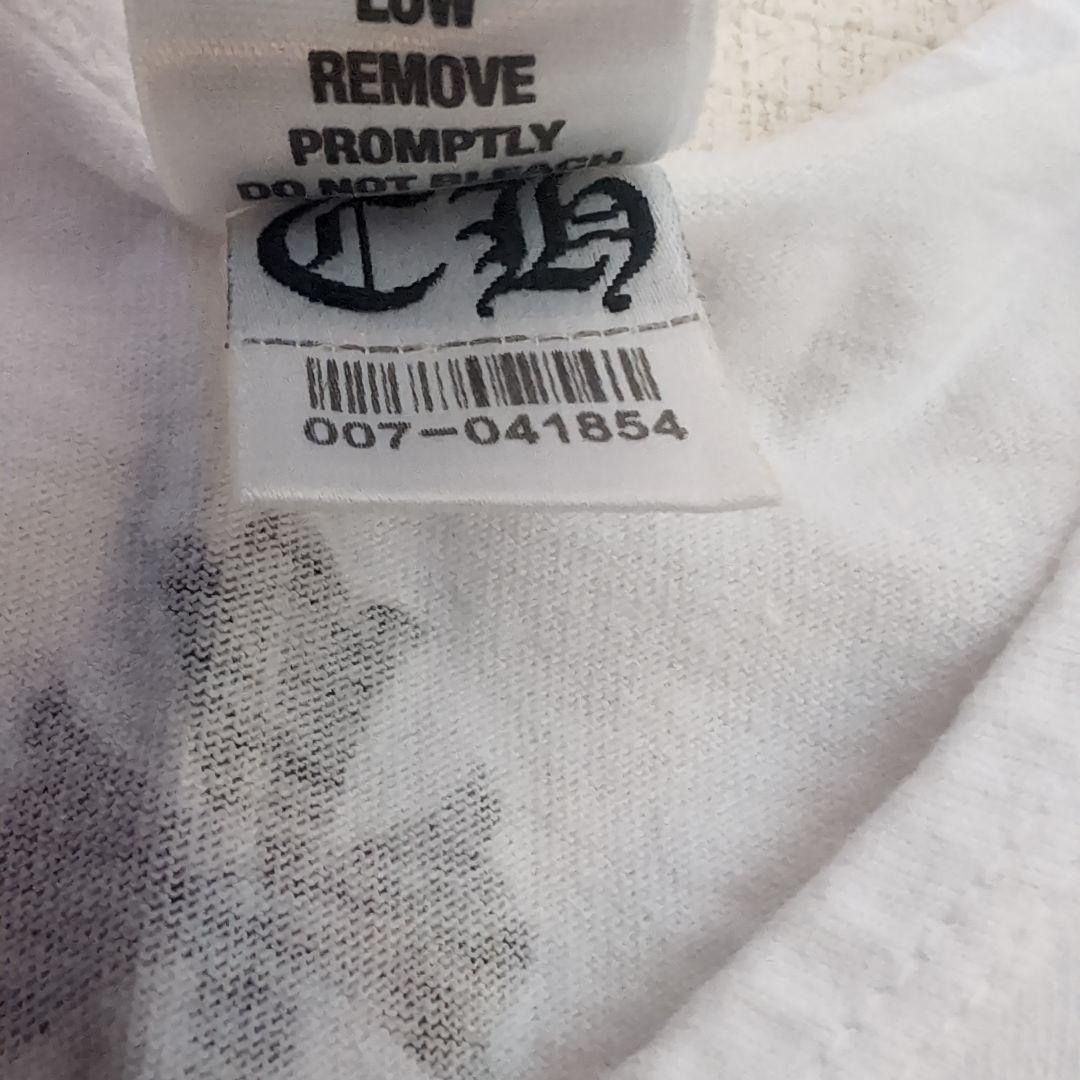 LOW
REMOVE
PROMPTLY
DO NOT BLEACH
CH
007-041854